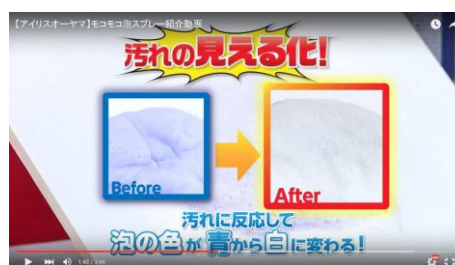 【アイリスオーヤマ】モコモコ泡スプレー紹介動画
汚れの見える化!
Before
After
汚れに反応して
泡の色が青から白に変わる!